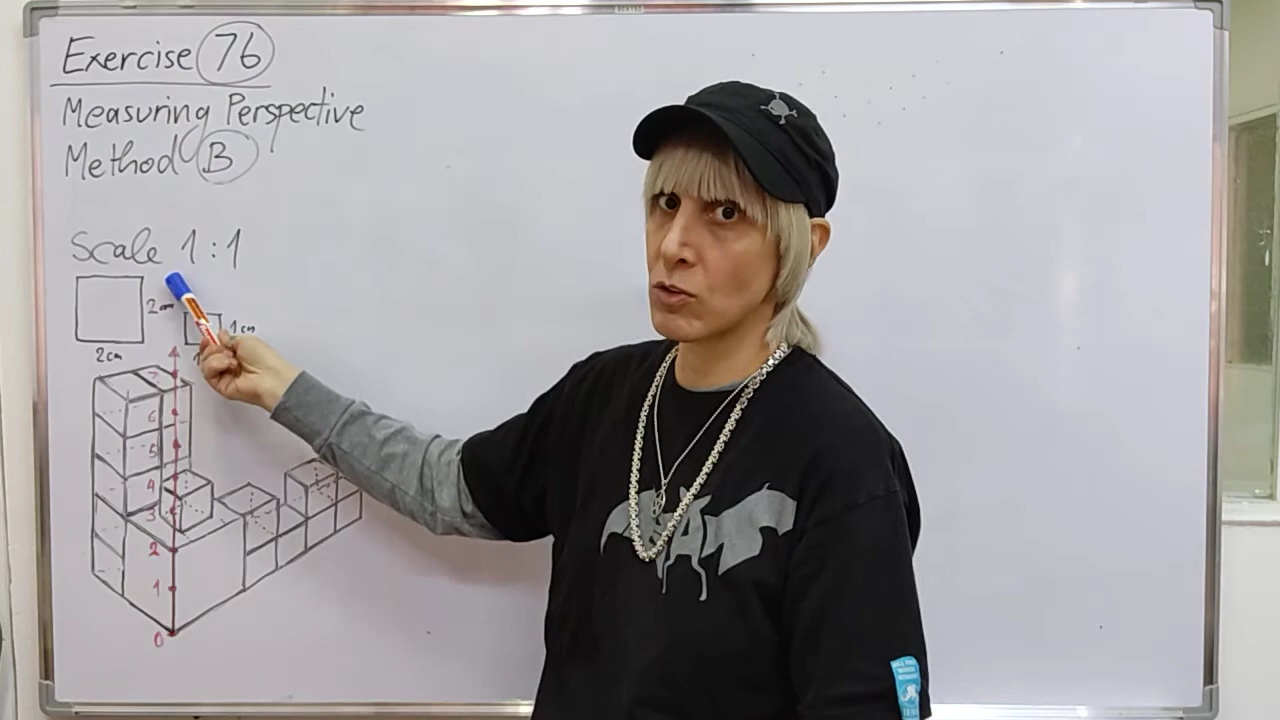 Exercise 76
Measuring Perspective
Method B
Scale 1:1
2cm
1cm
2cm
7
6
5
4
3
2
1
0